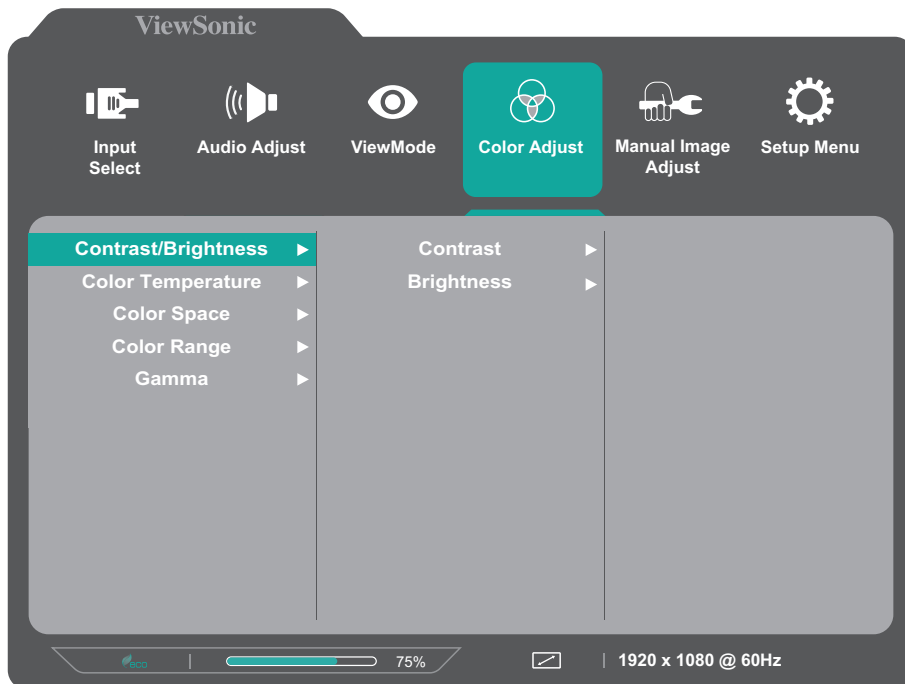 ViewSonic
Input
Select
Audio Adjust
ViewMode
Color Adjust
Manual Image
Adjust
Setup Menu
Contrast/Brightness
Color Temperature
Color Space
Color Range
Gamma
Contrast
Brightness
eco
75%
1920 x 1080 @ 60Hz